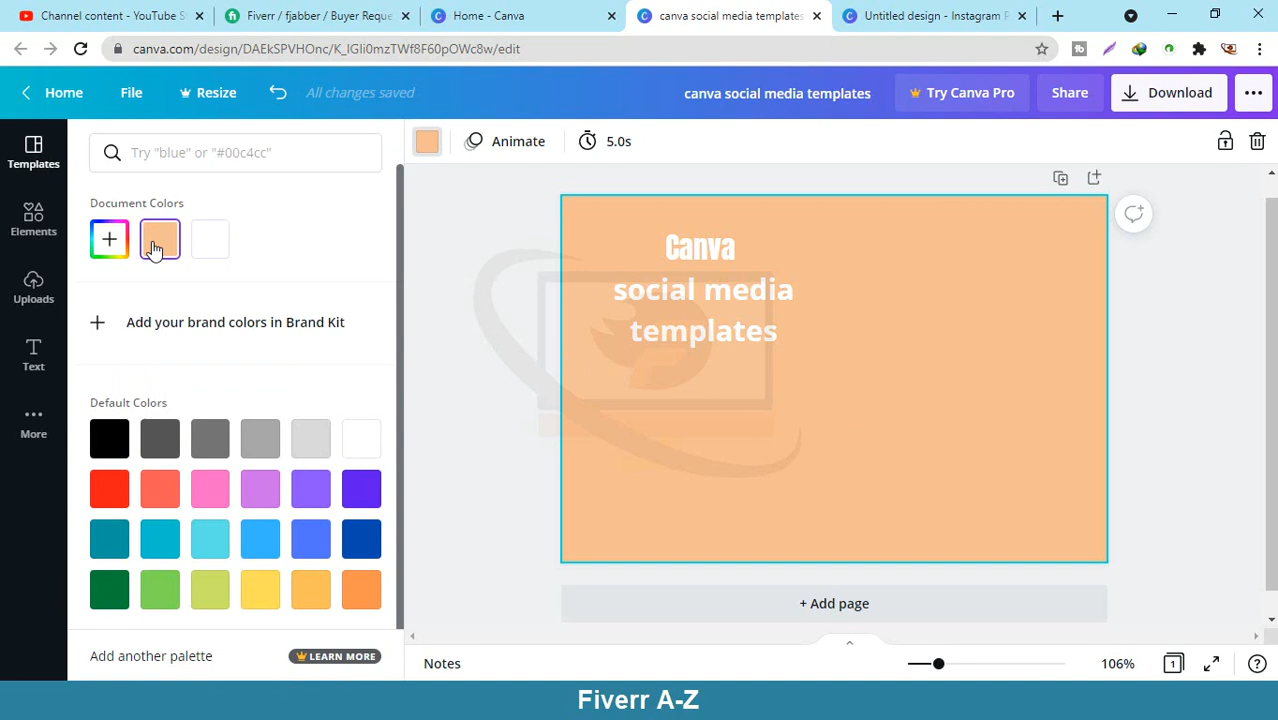 Channel content - YouTube S
Fiverr / fjabber / Buyer Reque
Home - Canva
canva social media templates
Untitled design - Instagram P
canva.com/design/DAEkSPVHOnc/K_lGIi0mzTWf8F60pOWc8w/edit
Home
File
Resize
All changes saved
canva social media templates
Try Canva Pro
Share
Download
Templates
Elements
Uploads
Text
More
Try "blue" or "#00c4cc"
Document Colors
Add your brand colors in Brand Kit
Default Colors
Add another palette
LEARN MORE
Animate
5.0s
Canva
social media
templates
+ Add page
Notes
106%
1
Fiverr A-Z